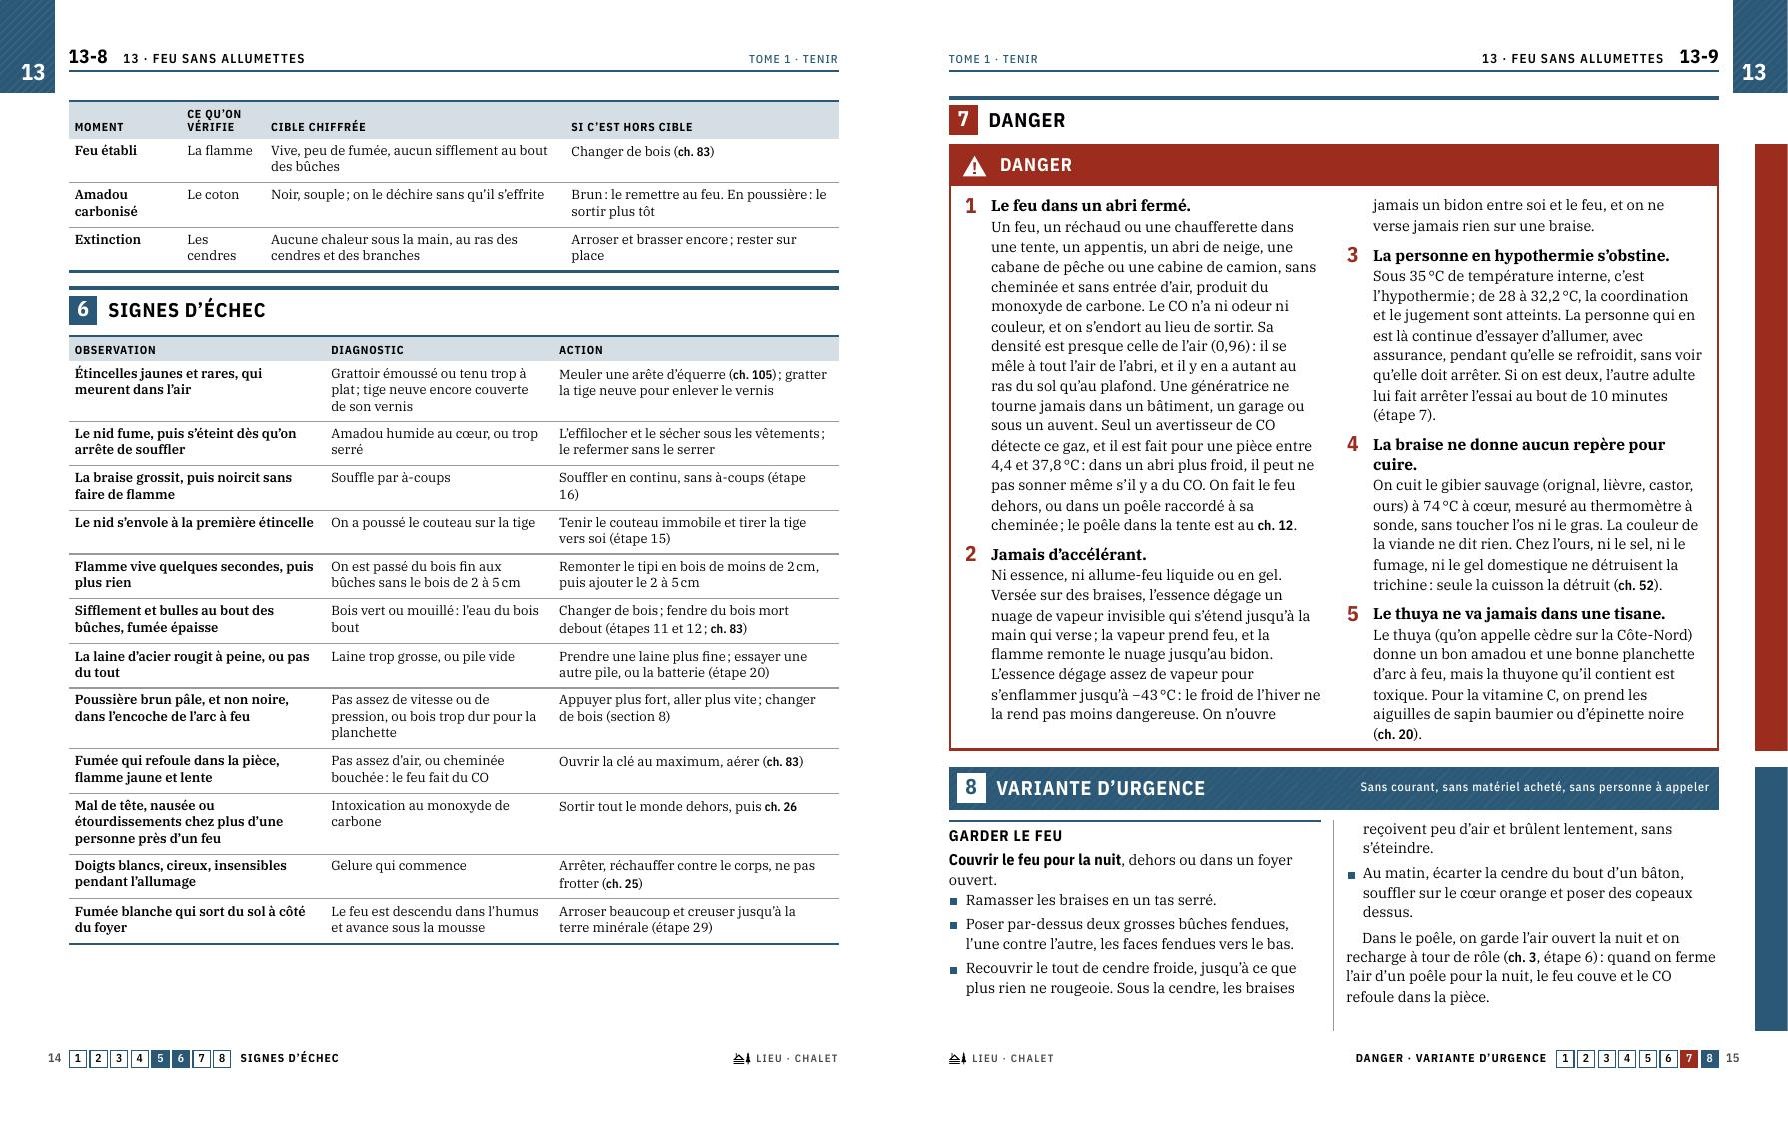 13
13-8 13 · FEU SANS ALLUMETTES
TOME 1 · TENIR
MOMENT
CE QU’ON
VÉRIFIE
CIBLE CHIFFRÉE
SI C’EST HORS CIBLE
Feu établi
La flamme
Vive, peu de fumée, aucun sifflement au bout
des bûches
Changer de bois (ch. 83)
Amadou
carbonisé
Le coton
Noir, souple ; on le déchire sans qu’il s’effrite
Brun : le remettre au feu. En poussière : le
sortir plus tôt
Extinction
Les
cendres
Aucune chaleur sous la main, au ras des
cendres et des branches
Arroser et brasser encore ; rester sur
place
6 SIGNES D’ÉCHEC
OBSERVATION
DIAGNOSTIC
ACTION
Étincelles jaunes et rares, qui
meurent dans l’air
Grattoir émoussé ou tenu trop à
plat ; tige neuve encore couverte
de son vernis
Meuler une arête d’équerre (ch. 105) ; gratter
la tige neuve pour enlever le vernis
Le nid fume, puis s’éteint dès qu’on
arrête de souffler
Amadou humide au cœur, ou trop
serré
L’effilocher et le sécher sous les vêtements ;
le refermer sans le serrer
La braise grossit, puis noircit sans
faire de flamme
Souffle par à-coups
Souffler en continu, sans à-coups (étape
16)
Le nid s’envole à la première étincelle
On a poussé le couteau sur la tige
Tenir le couteau immobile et tirer la tige
vers soi (étape 15)
Flamme vive quelques secondes, puis
plus rien
On est passé du bois fin aux
bûches sans le bois de 2 à 5 cm
Remonter le tipi en bois de moins de 2 cm,
puis ajouter le 2 à 5 cm
Sifflement et bulles au bout des
bûches, fumée épaisse
Bois vert ou mouillé : l’eau du bois
bout
Changer de bois ; fendre du bois mort
debout (étapes 11 et 12 ; ch. 83)
La laine d’acier rougit à peine, ou pas
du tout
Laine trop grosse, ou pile vide
Prendre une laine plus fine ; essayer une
autre pile, ou la batterie (étape 20)
Poussière brun pâle, et non noire,
dans l’encoche de l’arc à feu
Pas assez de vitesse ou de
pression, ou bois trop dur pour la
planchette
Appuyer plus fort, aller plus vite ; changer
de bois (section 8)
Fumée qui refoule dans la pièce,
flamme jaune et lente
Pas assez d’air, ou cheminée
bouchée : le feu fait du CO
Ouvrir la clé au maximum, aérer (ch. 83)
Mal de tête, nausée ou
étourdissements chez plus d’une
personne près d’un feu
Intoxication au monoxyde de
carbone
Sortir tout le monde dehors, puis ch. 26
Doigts blancs, cireux, insensibles
pendant l’allumage
Gelure qui commence
Arrêter, réchauffer contre le corps, ne pas
frotter (ch. 25)
Fumée blanche qui sort du sol à côté
du foyer
Le feu est descendu dans l’humus
et avance sous la mousse
Arroser beaucoup et creuser jusqu’à la
terre minérale (étape 29)
14 1 2 3 4 5 6 7 8 SIGNES D’ÉCHEC
LIEU · CHALET
TOME 1 · TENIR
13 · FEU SANS ALLUMETTES 13-9
13
7 DANGER
DANGER
1 Le feu dans un abri fermé.
Un feu, un réchaud ou une chaufferette dans
une tente, un appentis, un abri de neige, une
cabane de pêche ou une cabine de camion, sans
cheminée et sans entrée d’air, produit du
monoxyde de carbone. Le CO n’a ni odeur ni
couleur, et on s’endort au lieu de sortir. Sa
densité est presque celle de l’air (0,96) : il se
mêle à tout l’air de l’abri, et il y en a autant au
ras du sol qu’au plafond. Une génératrice ne
tourne jamais dans un bâtiment, un garage ou
sous un auvent. Seul un avertisseur de CO
détecte ce gaz, et il est fait pour une pièce entre
4,4 et 37,8 °C : dans un abri plus froid, il peut ne
pas sonner même s’il y a du CO. On fait le feu
dehors, ou dans un poêle raccordé à sa
cheminée ; le poêle dans la tente est au ch. 12.
2 Jamais d’accélérant.
Ni essence, ni allume-feu liquide ou en gel.
Versée sur des braises, l’essence dégage un
nuage de vapeur invisible qui s’étend jusqu’à la
main qui verse ; la vapeur prend feu, et la
flamme remonte le nuage jusqu’au bidon.
L’essence dégage assez de vapeur pour
s’enflammer jusqu’à −43 °C : le froid de l’hiver ne
la rend pas moins dangereuse. On n’ouvre
jamais un bidon entre soi et le feu, et on ne
verse jamais rien sur une braise.
3 La personne en hypothermie s’obstine.
Sous 35 °C de température interne, c’est
l’hypothermie ; de 28 à 32,2 °C, la coordination
et le jugement sont atteints. La personne qui en
est là continue d’essayer d’allumer, avec
assurance, pendant qu’elle se refroidit, sans voir
qu’elle doit arrêter. Si on est deux, l’autre adulte
lui fait arrêter l’essai au bout de 10 minutes
(étape 7).
4 La braise ne donne aucun repère pour
cuire.
On cuit le gibier sauvage (orignal, lièvre, castor,
ours) à 74 °C à cœur, mesuré au thermomètre à
sonde, sans toucher l’os ni le gras. La couleur de
la viande ne dit rien. Chez l’ours, ni le sel, ni le
fumage, ni le gel domestique ne détruisent la
trichine : seule la cuisson la détruit (ch. 52).
5 Le thuya ne va jamais dans une tisane.
Le thuya (qu’on appelle cèdre sur la Côte-Nord)
donne un bon amadou et une bonne planchette
d’arc à feu, mais la thuyone qu’il contient est
toxique. Pour la vitamine C, on prend les
aiguilles de sapin baumier ou d’épinette noire
(ch. 20).
8 VARIANTE D’URGENCE
Sans courant, sans matériel acheté, sans personne à appeler
GARDER LE FEU
Couvrir le feu pour la nuit, dehors ou dans un foyer
ouvert.
■ Ramasser les braises en un tas serré.
■ Poser par-dessus deux grosses bûches fendues,
l’une contre l’autre, les faces fendues vers le bas.
■ Recouvrir le tout de cendre froide, jusqu’à ce que
plus rien ne rougeoie. Sous la cendre, les braises
reçoivent peu d’air et brûlent lentement, sans
s’éteindre.
■ Au matin, écarter la cendre du bout d’un bâton,
souffler sur le cœur orange et poser des copeaux
dessus.
Dans le poêle, on garde l’air ouvert la nuit et on
recharge à tour de rôle (ch. 3, étape 6) : quand on ferme
l’air d’un poêle pour la nuit, le feu couve et le CO
refoule dans la pièce.
LIEU · CHALET
DANGER · VARIANTE D’URGENCE 1 2 3 4 5 6 7 8 15